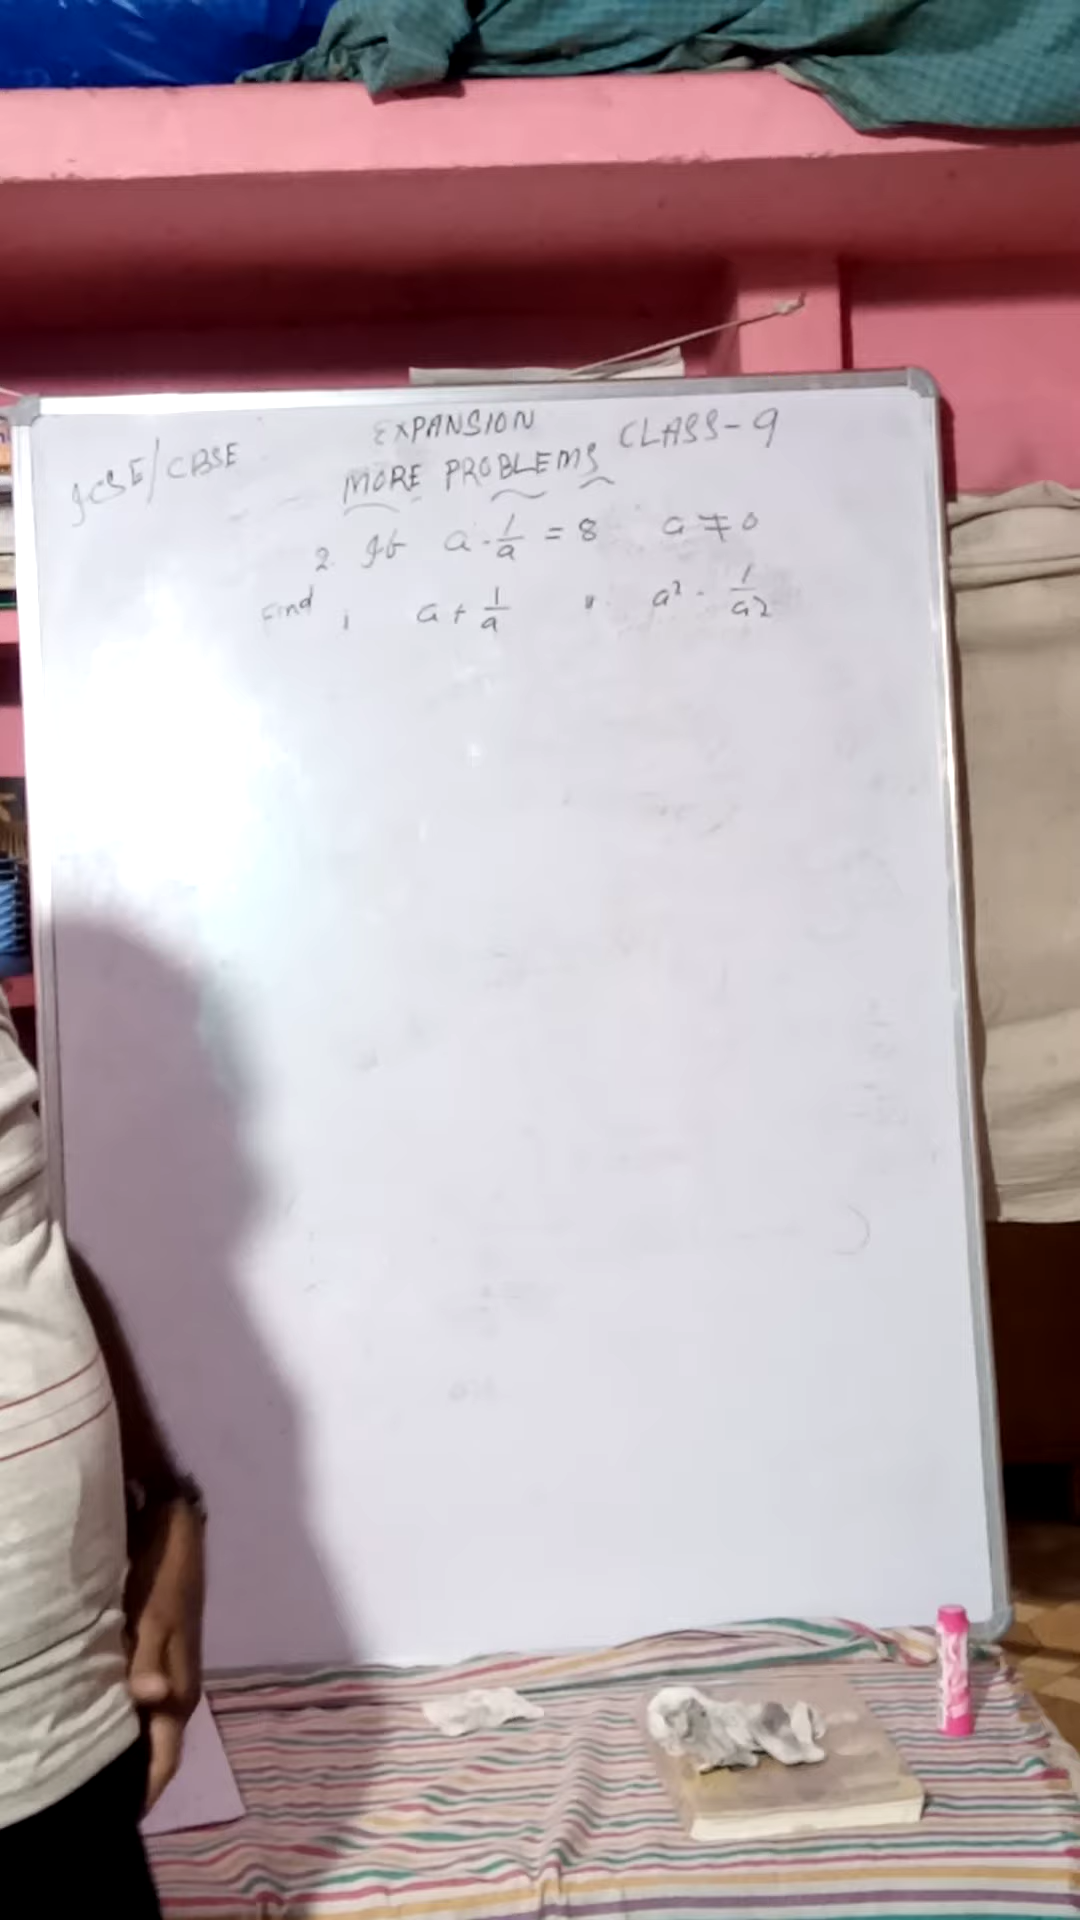 EXPANSION
ICSE/CBSE
MORE PROBLEMS CLASS-9
2. If a - 1/a = 8 a ≠ 0
Find i a + 1/a ii. a² - 1/a2